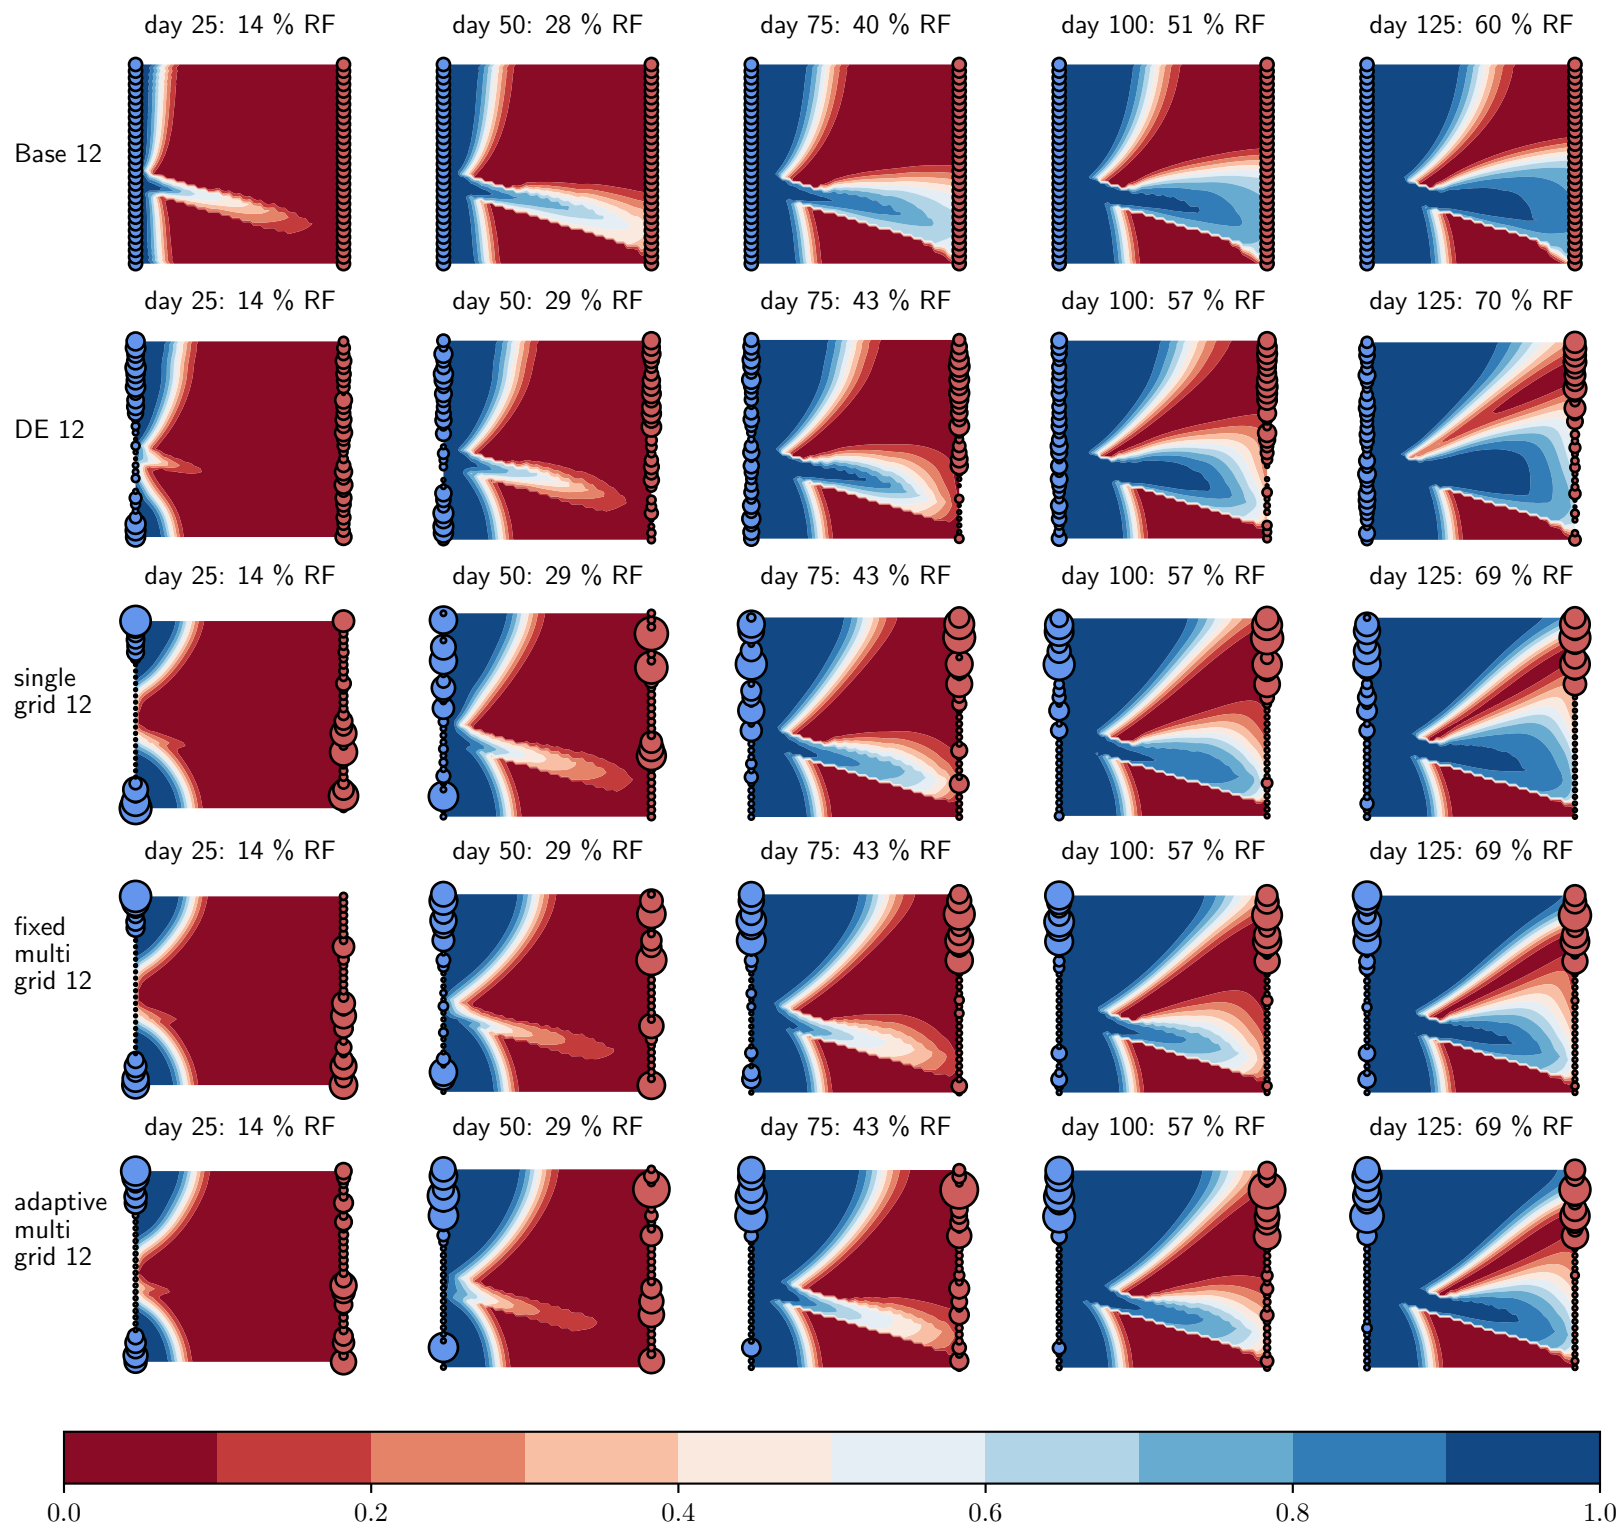 day 25: 14 % RF
day 50: 28 % RF
day 75: 40 % RF
day 100: 51 % RF
day 125: 60 % RF
Base 12
day 25: 14 % RF
day 50: 29 % RF
day 75: 43 % RF
day 100: 57 % RF
day 125: 70 % RF
DE 12
day 25: 14 % RF
day 50: 29 % RF
day 75: 43 % RF
day 100: 57 % RF
day 125: 69 % RF
single
grid 12
day 25: 14 % RF
day 50: 29 % RF
day 75: 43 % RF
day 100: 57 % RF
day 125: 69 % RF
fixed
multi
grid 12
day 25: 14 % RF
day 50: 29 % RF
day 75: 43 % RF
day 100: 57 % RF
day 125: 69 % RF
adaptive
multi
grid 12
0.0
0.2
0.4
0.6
0.8
1.0